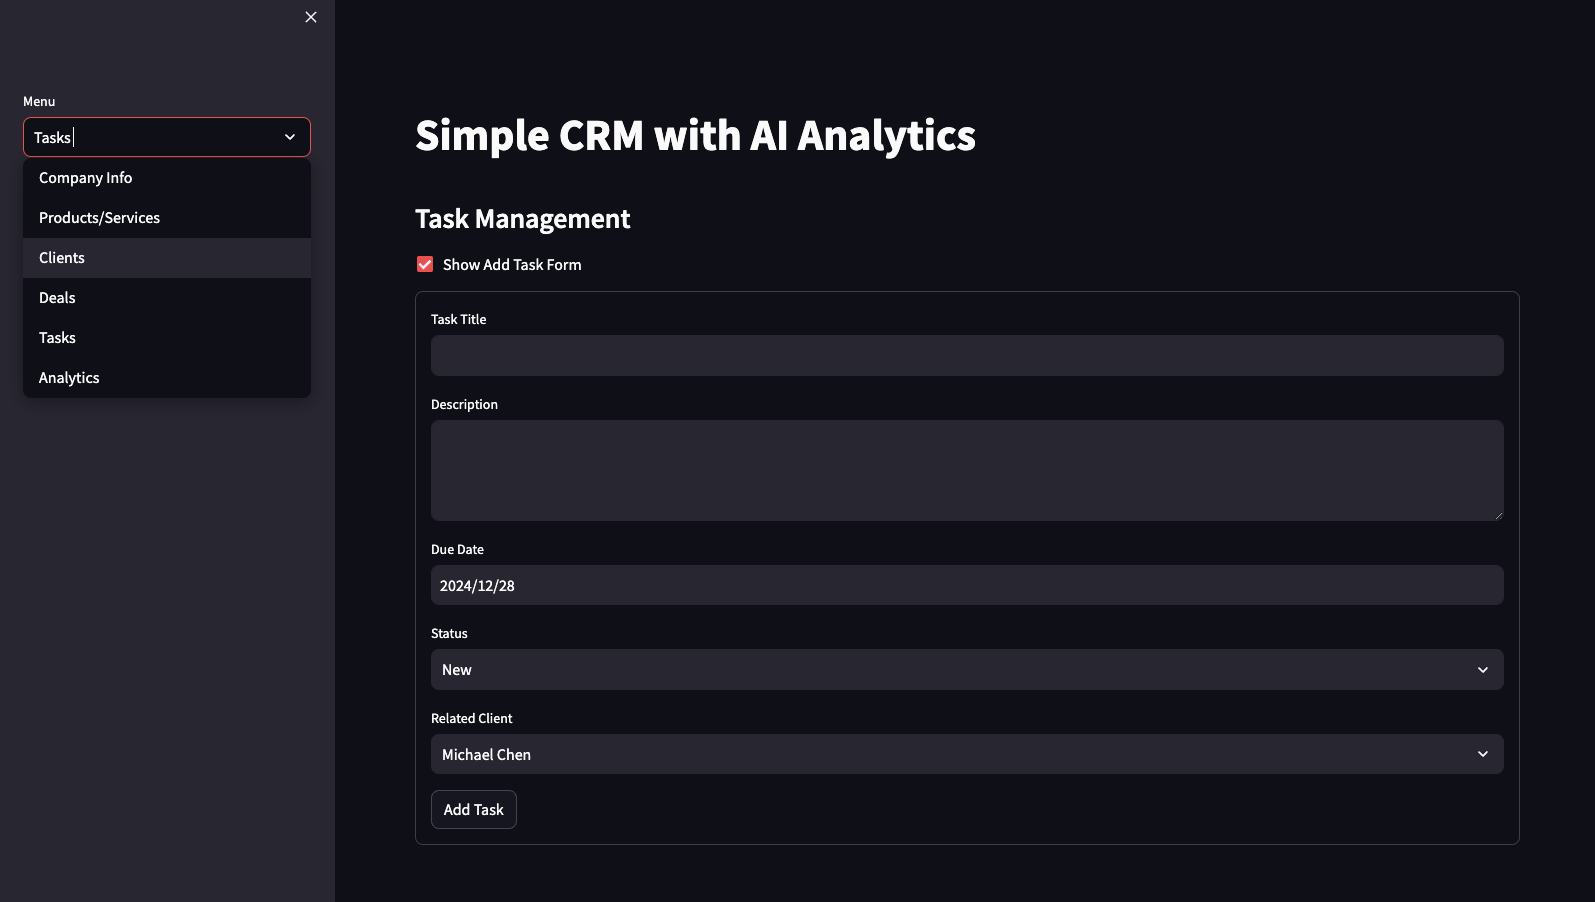 Menu
Tasks
Company Info
Products/Services
Clients
Deals
Tasks
Analytics
Simple CRM with AI Analytics
Task Management
Show Add Task Form
Task Title
Description
Due Date
2024/12/28
Status
New
Related Client
Michael Chen
Add Task